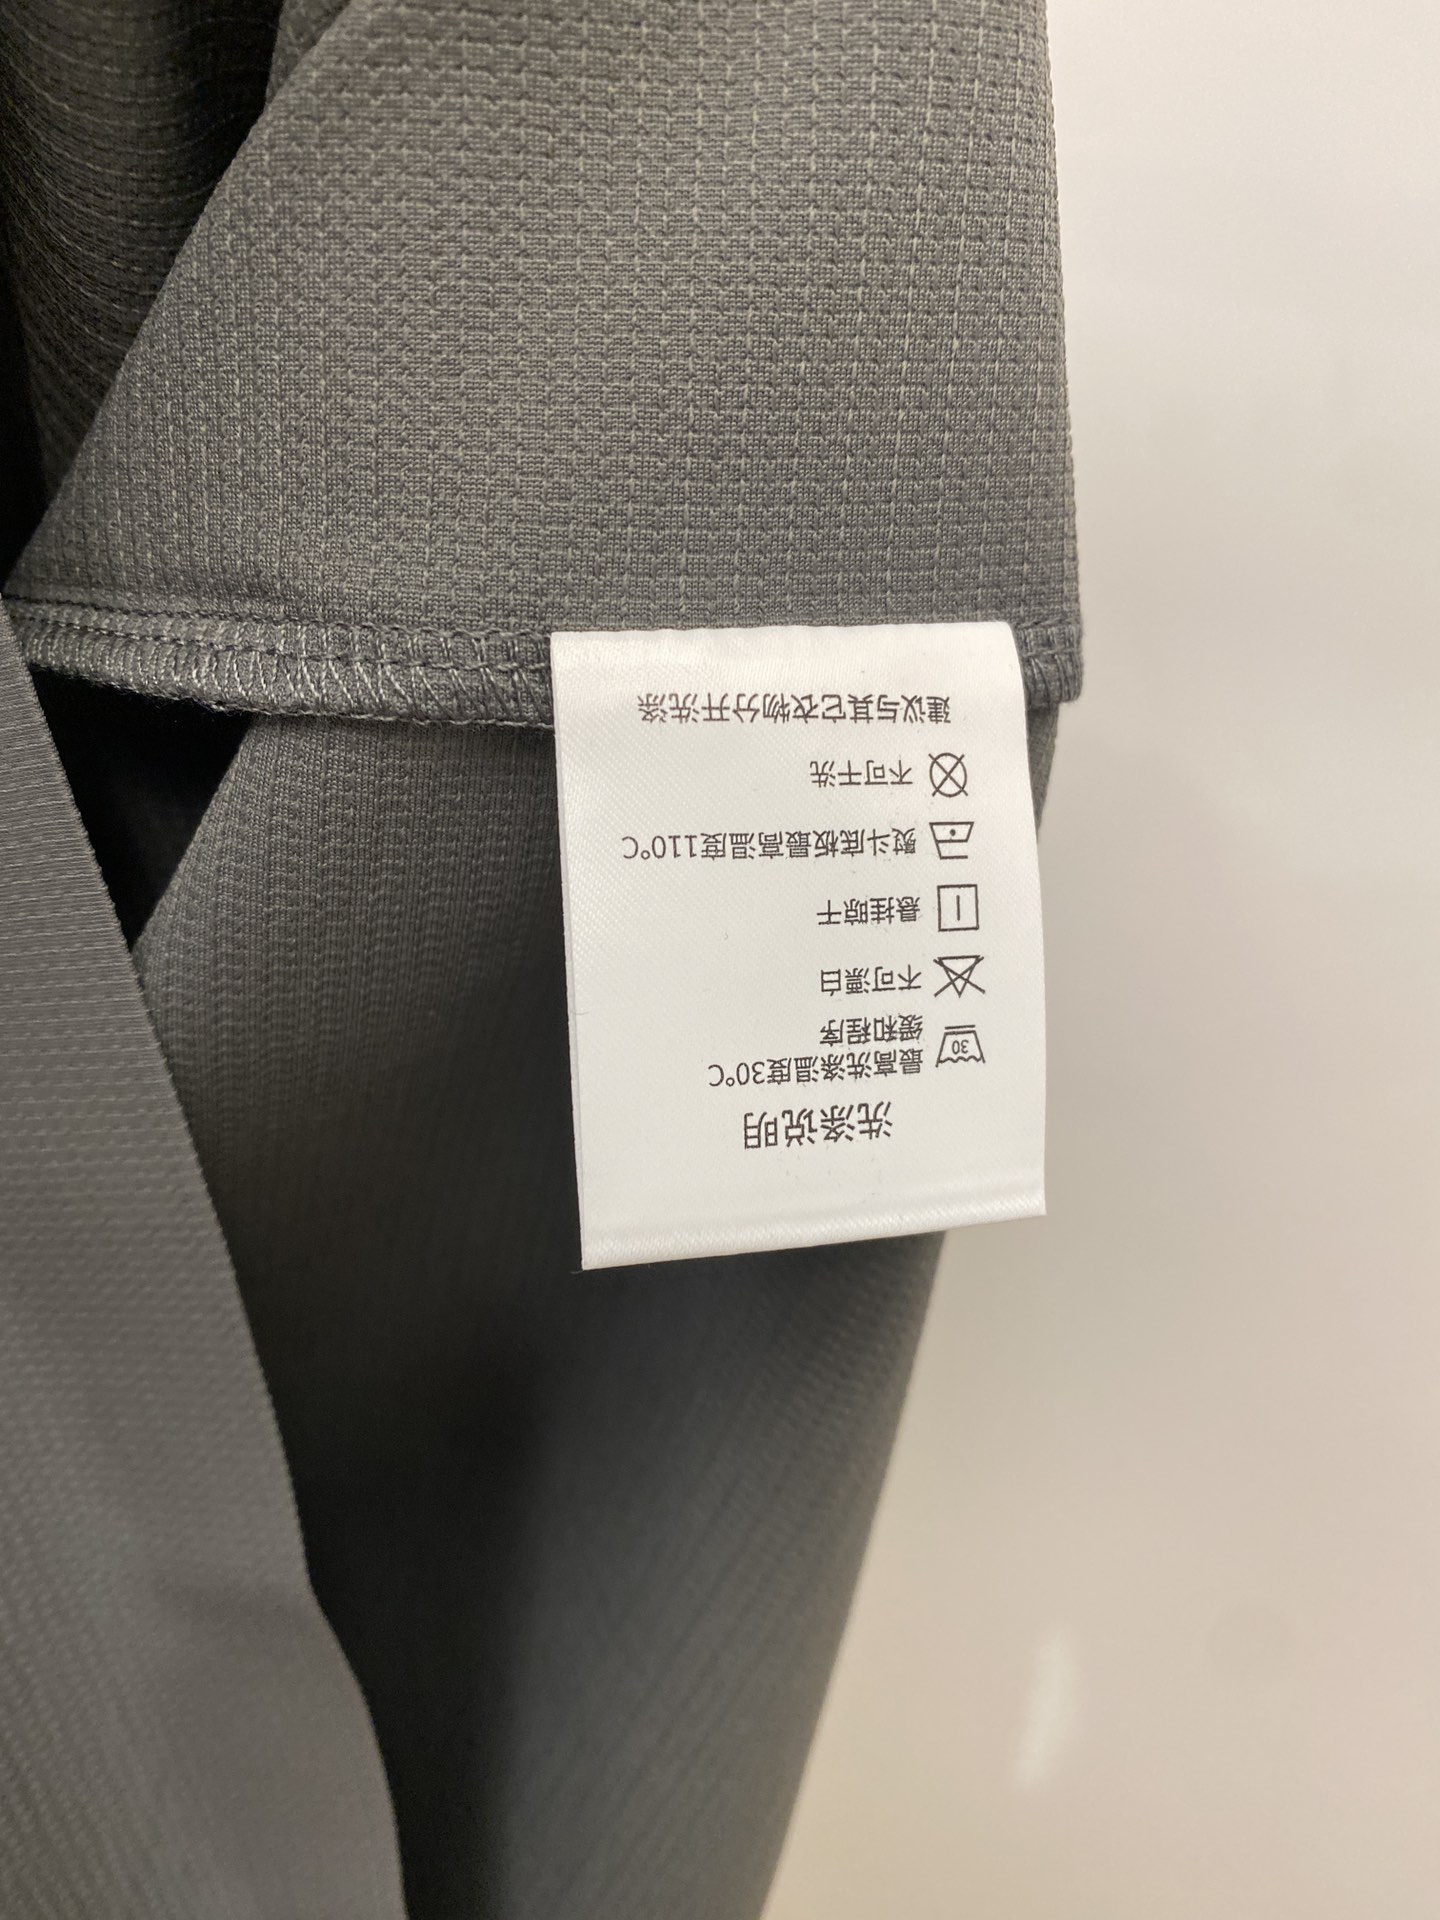 洗涤说明
30
最高洗涤温度30℃
缓和程序
不可漂白
悬挂晾干
熨斗底板最高温度110℃
不可干洗
建议与其它衣物分开洗涤